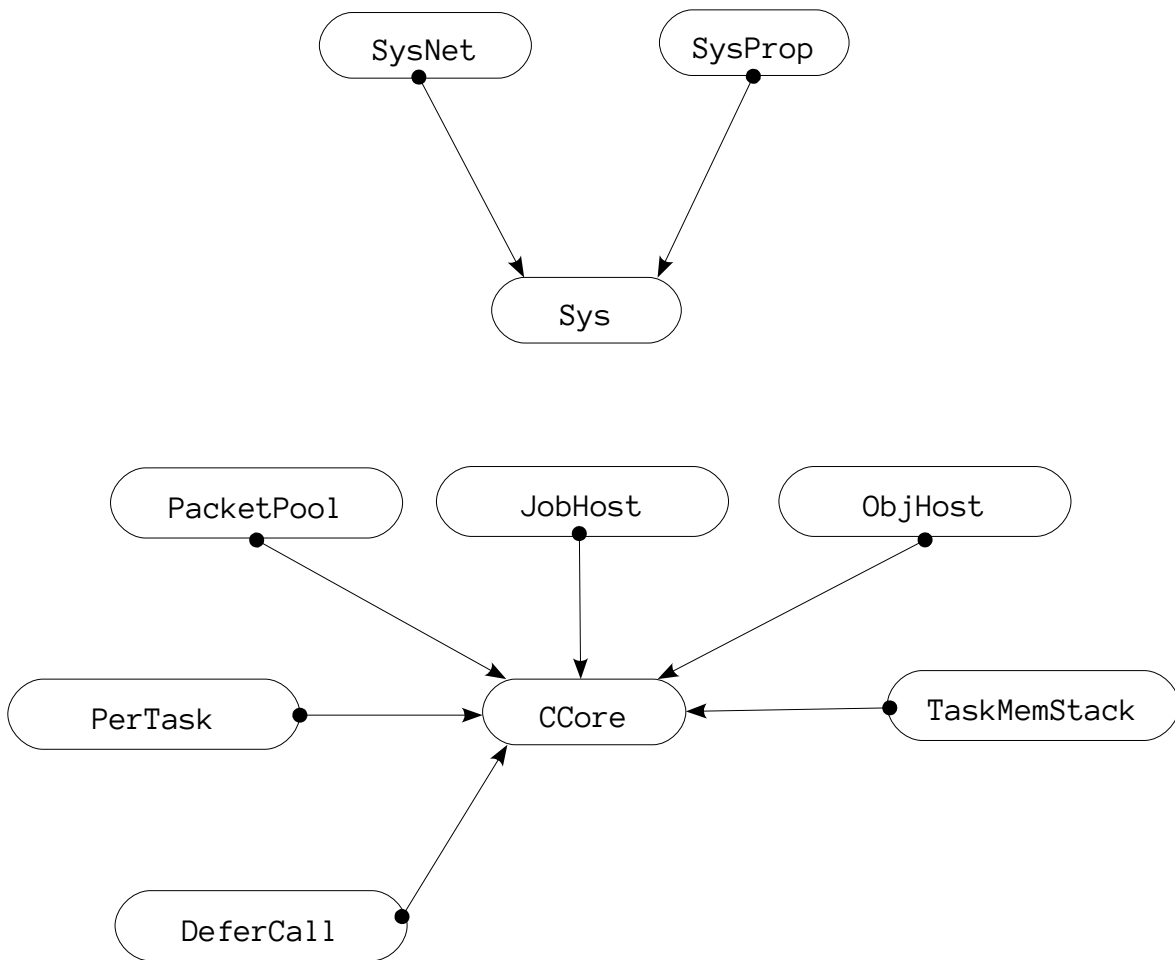 SysNet
SysProp
Sys
PacketPool
JobHost
ObjHost
PerTask
CCore
TaskMemStack
DeferCall